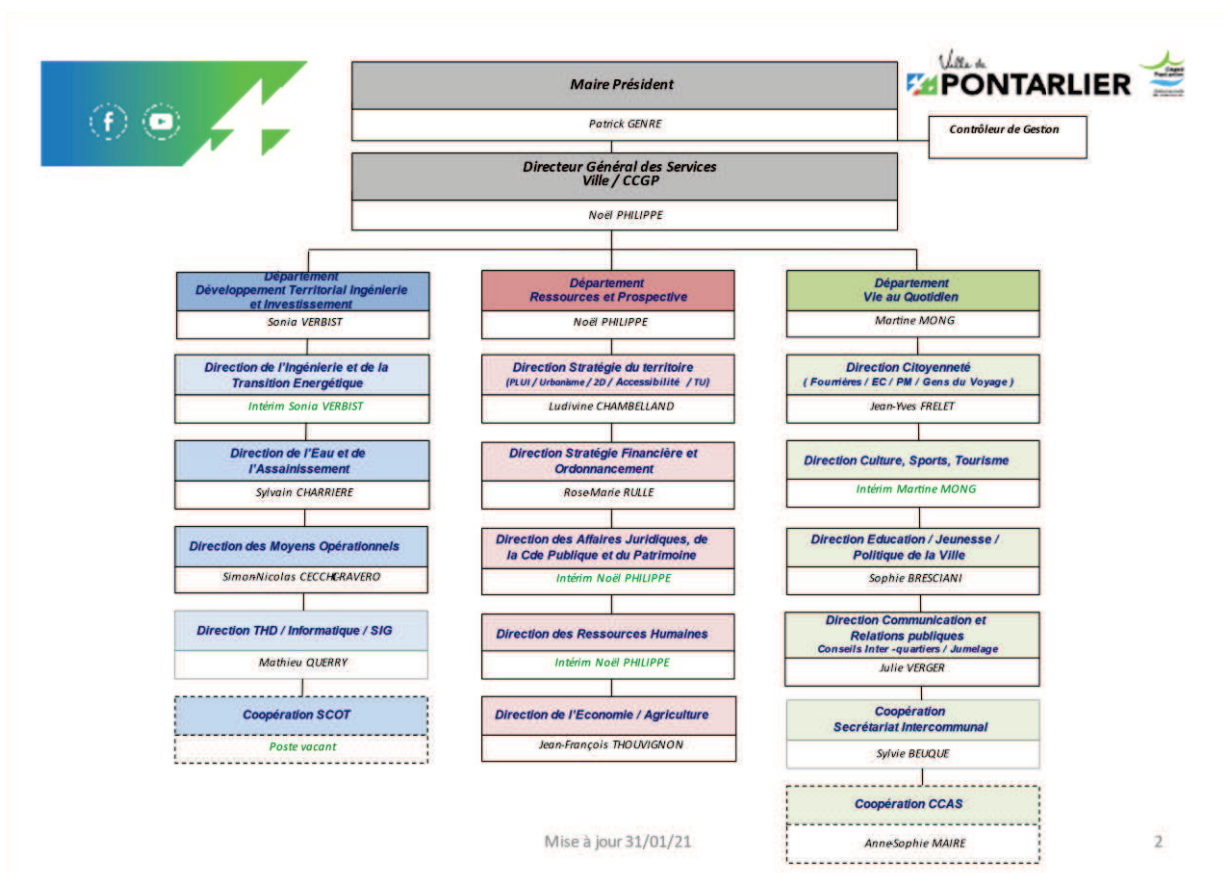 Ville de
PONTARLIER
Maire Président
Patrick GENRE
Contrôleur de Gestion
Directeur Général des Services
Ville / CCGP
Noël PHILIPPE
Département
Développement Territorial Ingénierie
et Investissement
Sonia VERBIST
Direction de l'Ingénierie et de la
Transition Energétique
Intérim Sonia VERBIST
Direction de l'Eau et de
l'Assainissement
Sylvain CHARRIERE
Direction des Moyens Opérationnels
Simon-Nicolas
Direction THD / Informatique / SIG
Mathieu QUERRY
Coopération SCOT
Poste vacant
Département
Ressources et Prospective
Noël PHILIPPE
Direction Stratégie du territoire
(PLUI / Urbanisme / 2D / Accessibilité / TU)
Ludivine CHAMBELLAND
Direction Stratégie Financière et
Ordonnancement
Rose-Marie RULLE
Direction des Affaires Juridiques, de
la Cde Publique et du Patrimoine
Intérim Noël PHILIPPE
Direction des Ressources Humaines
Intérim Noël PHILIPPE
Direction de l'Economie / Agriculture
Jean-François THOUVIGNON
Département
Vie au Quotidien
Martine MONG
Direction Citoyenneté
( Fourrières / EC / PM / Gens du Voyage )
Jean-Yves FRELET
Direction Culture, Sports, Tourisme
Intérim Martine MONG
Direction Education / Jeunesse /
Politique de la Ville
Sophie BRESCIANI
Direction Communication et
Relations publiques
Conseils Inter -quartiers / Jumelage
Julie VERGER
Coopération
Secrétariat Intercommunal
Sylvie BEUQUE
Coopération CCAS
Anne-Sophie MAIRE
Mise à jour 31/01/21
2